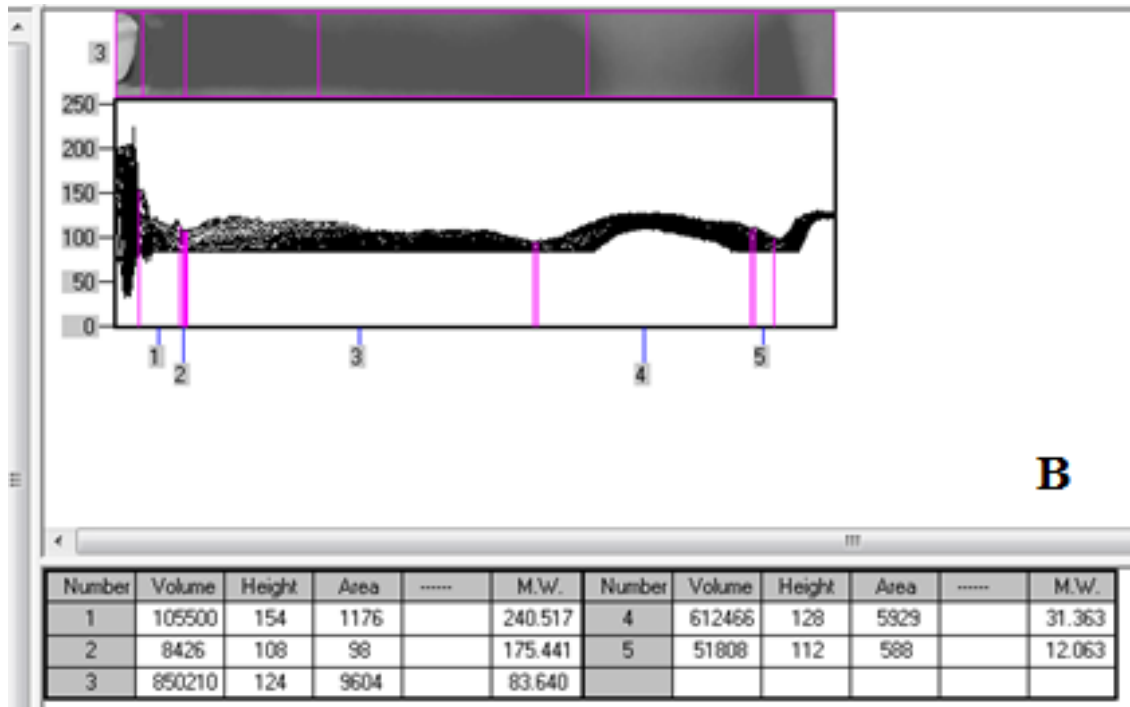 3
250
200
150
100
50
0
1 2 3 4 5
B
Number Volume Height Area ------ M.W. Number Volume Height Area ------ M.W.
1 105500 154 1176 240.517 4 612466 128 5929 31.363
2 8426 108 98 175.441 5 51808 112 588 12.063
3 850210 124 9604 83.640